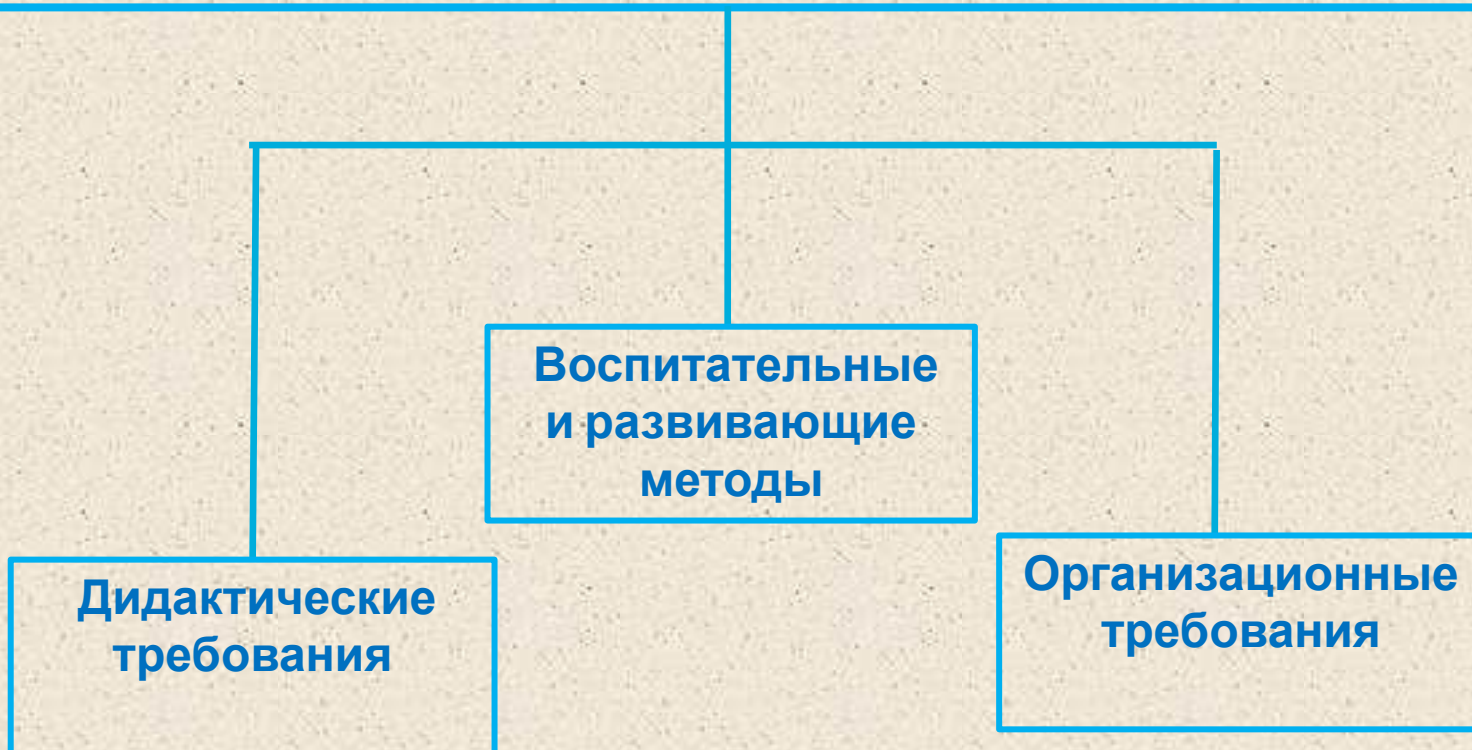 Воспитательные
и развивающие
методы
Дидактические
требования
Организационные
требования